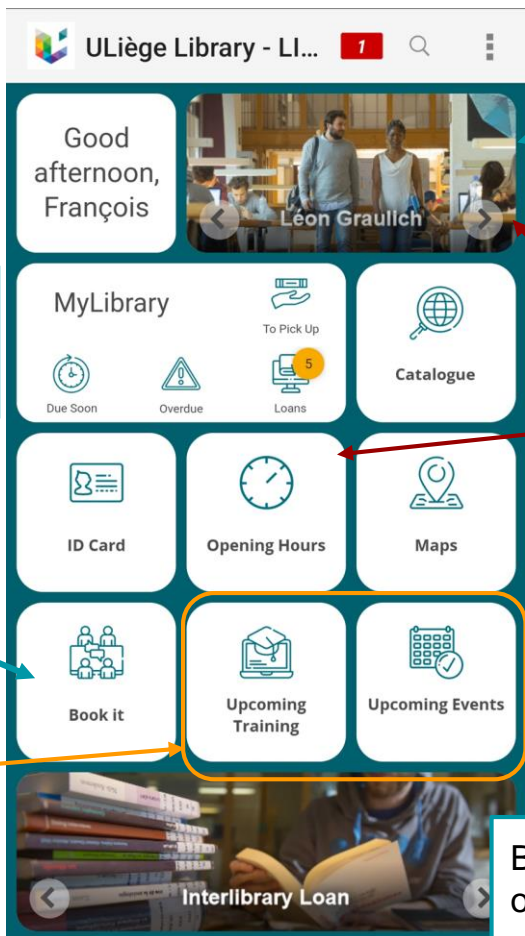 ULiège Library - LI... 1
Good
afternoon,
François
Léon Graulich
MyLibrary
To Pick Up
Due Soon
Overdue
5
Loans
Catalogue
ID Card
Opening Hours
Maps
Book it
Upcoming
Training
Upcoming Events
Interlibrary Loan